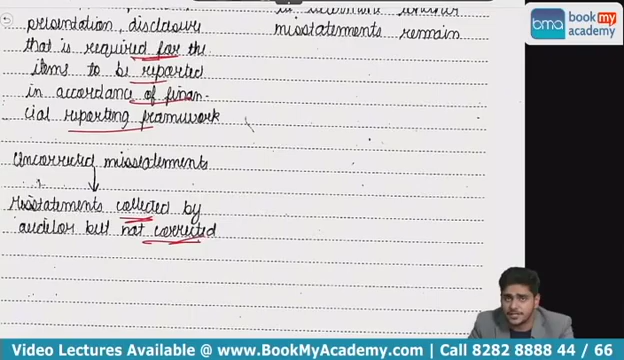 presentation, disclosure
that is required for the
items to be reported
in accordance of finan-
cial reporting framework
misstatements remain
Uncorrected misstatements
Misstatements collected by
auditor but not corrected
bma
book my
academy
Video Lectures Available @ www.BookMyAcademy.com | Call 8282 8888 44 / 66